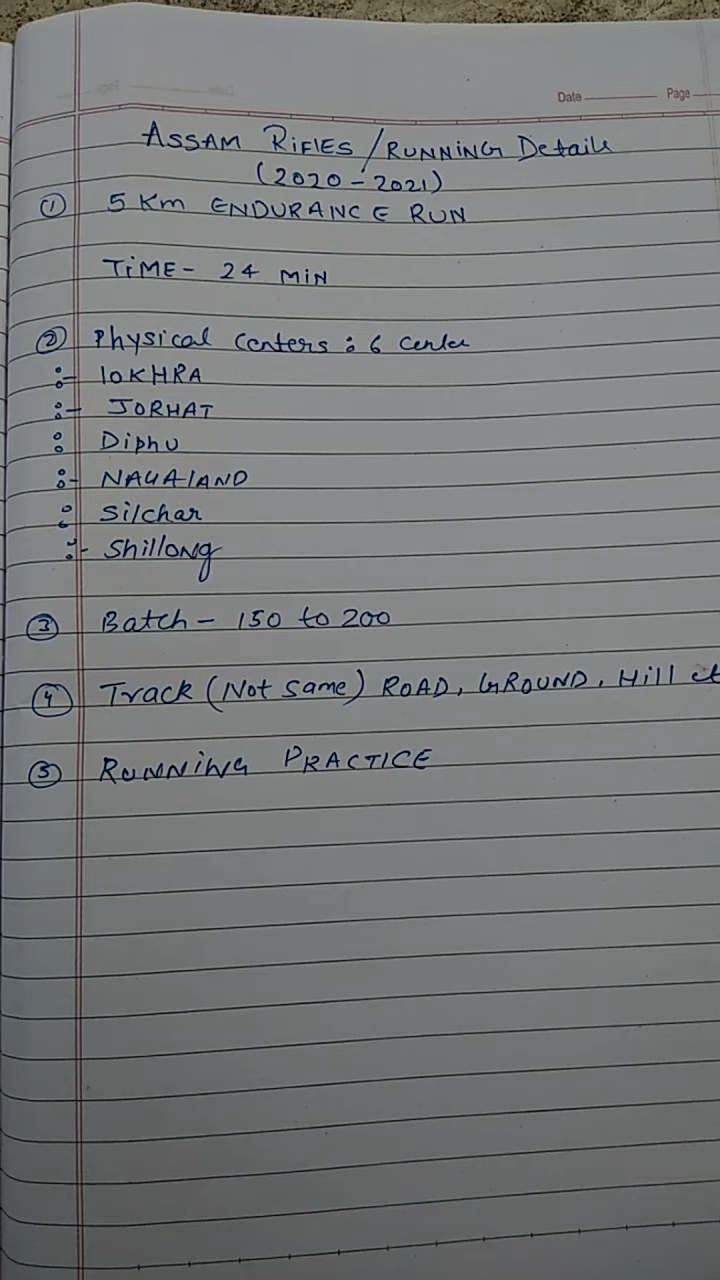 Date Page
ASSAM RiFlES / RUNNiNG Details
(2020-2021)
① 5 Km ENDURANCE RUN
TiME- 24 MiN
② Physical Centers : 6 Center
:- lOKHRA
:- JORHAT
: Diphu
:- NAGAlAND
: Silchar
:- Shillong
③ Batch - 150 to 200
④ Track (Not Same) ROAD, GROUND, Hill et
⑤ RUNNiNG PRACTICE